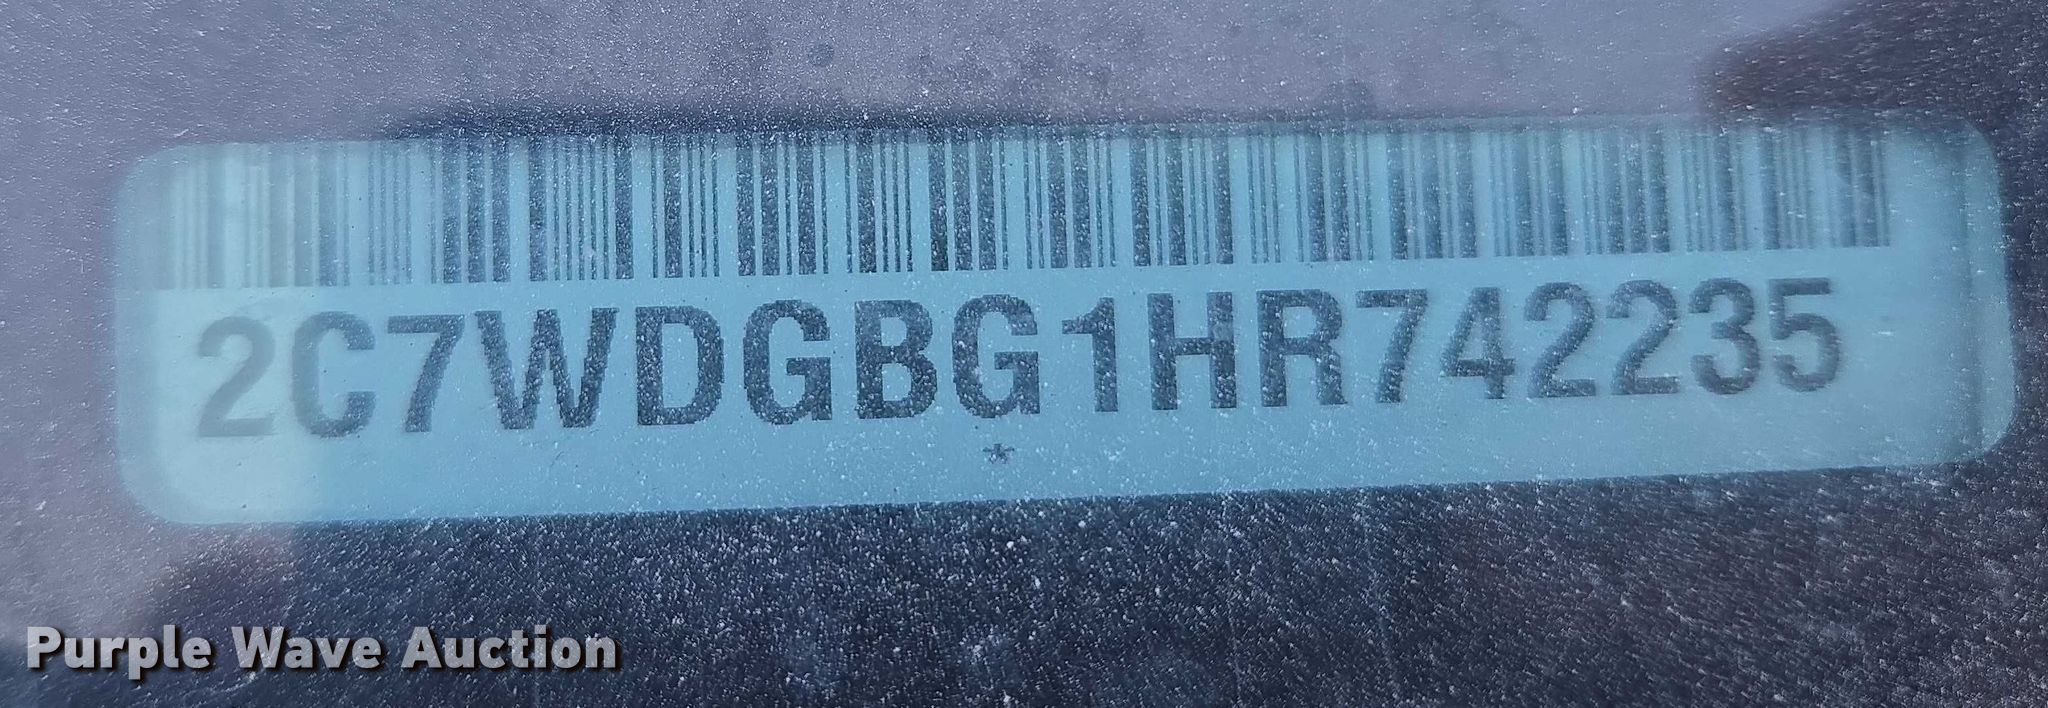 2C7WDGBG1HR742235
*
Purple Wave Auction